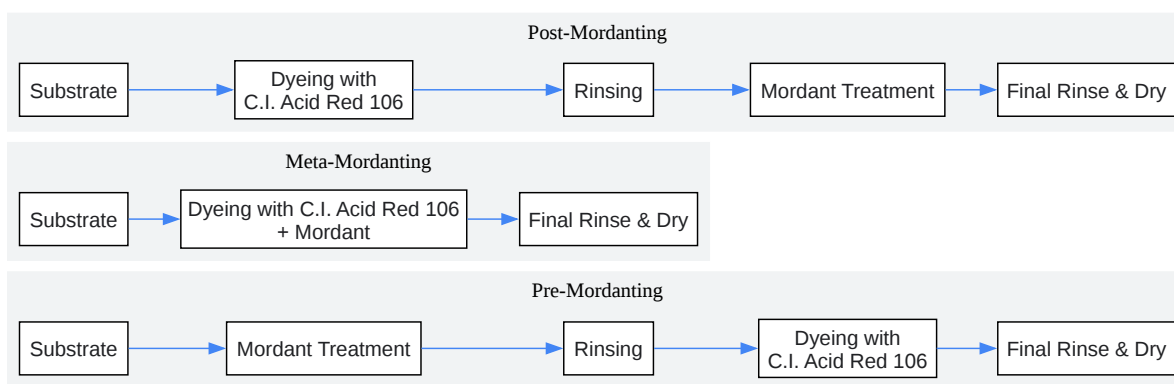 Post-Mordanting
Substrate
Dyeing with
C.I. Acid Red 106
Rinsing
Mordant Treatment
Final Rinse & Dry
Meta-Mordanting
Substrate
Dyeing with C.I. Acid Red 106
+ Mordant
Final Rinse & Dry
Pre-Mordanting
Substrate
Mordant Treatment
Rinsing
Dyeing with
C.I. Acid Red 106
Final Rinse & Dry